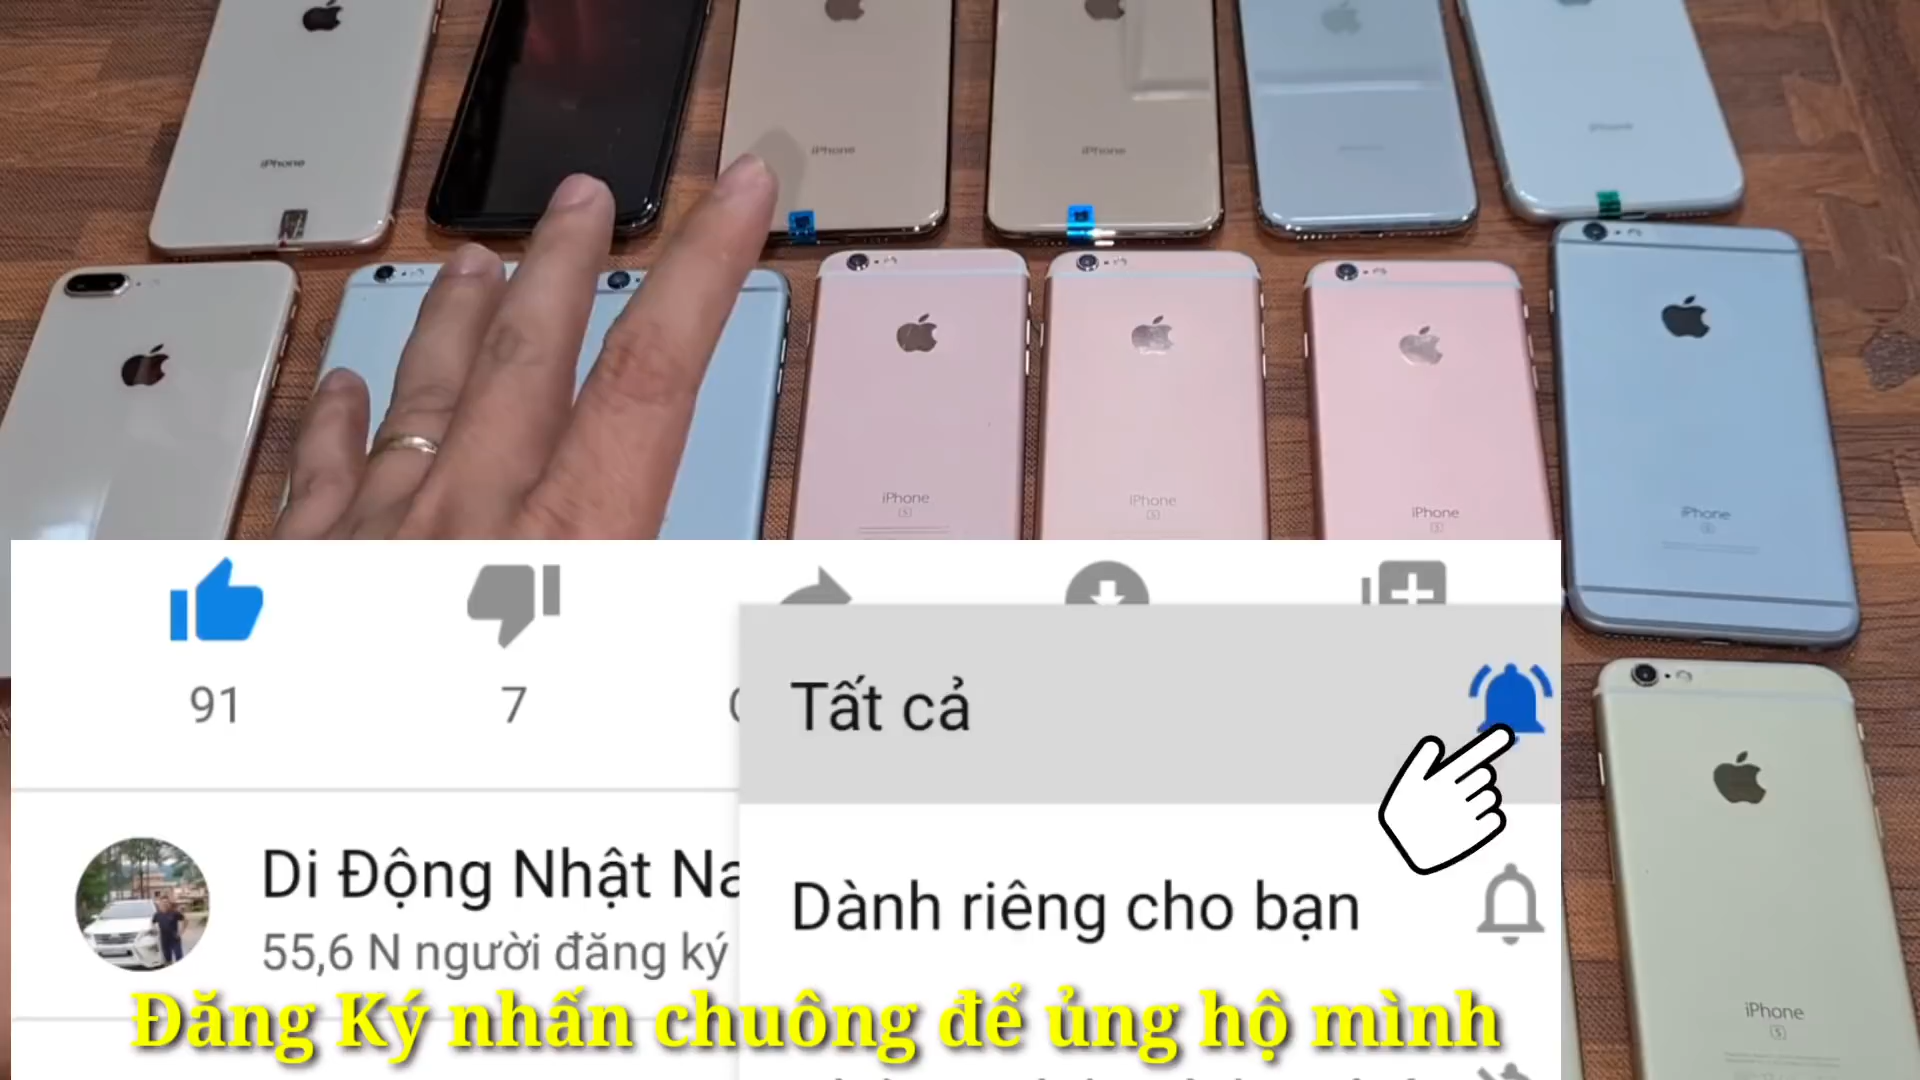 iPhone
iPhone
iPhone
iPhone
iPhone
S
iPhone
S
iPhone
S
iPhone
S
91
7
Tất cả
Di Động Nhật Na
55,6 N người đăng ký
Dành riêng cho bạn
Đăng Ký nhấn chuông để ủng hộ mình
iPhone
S